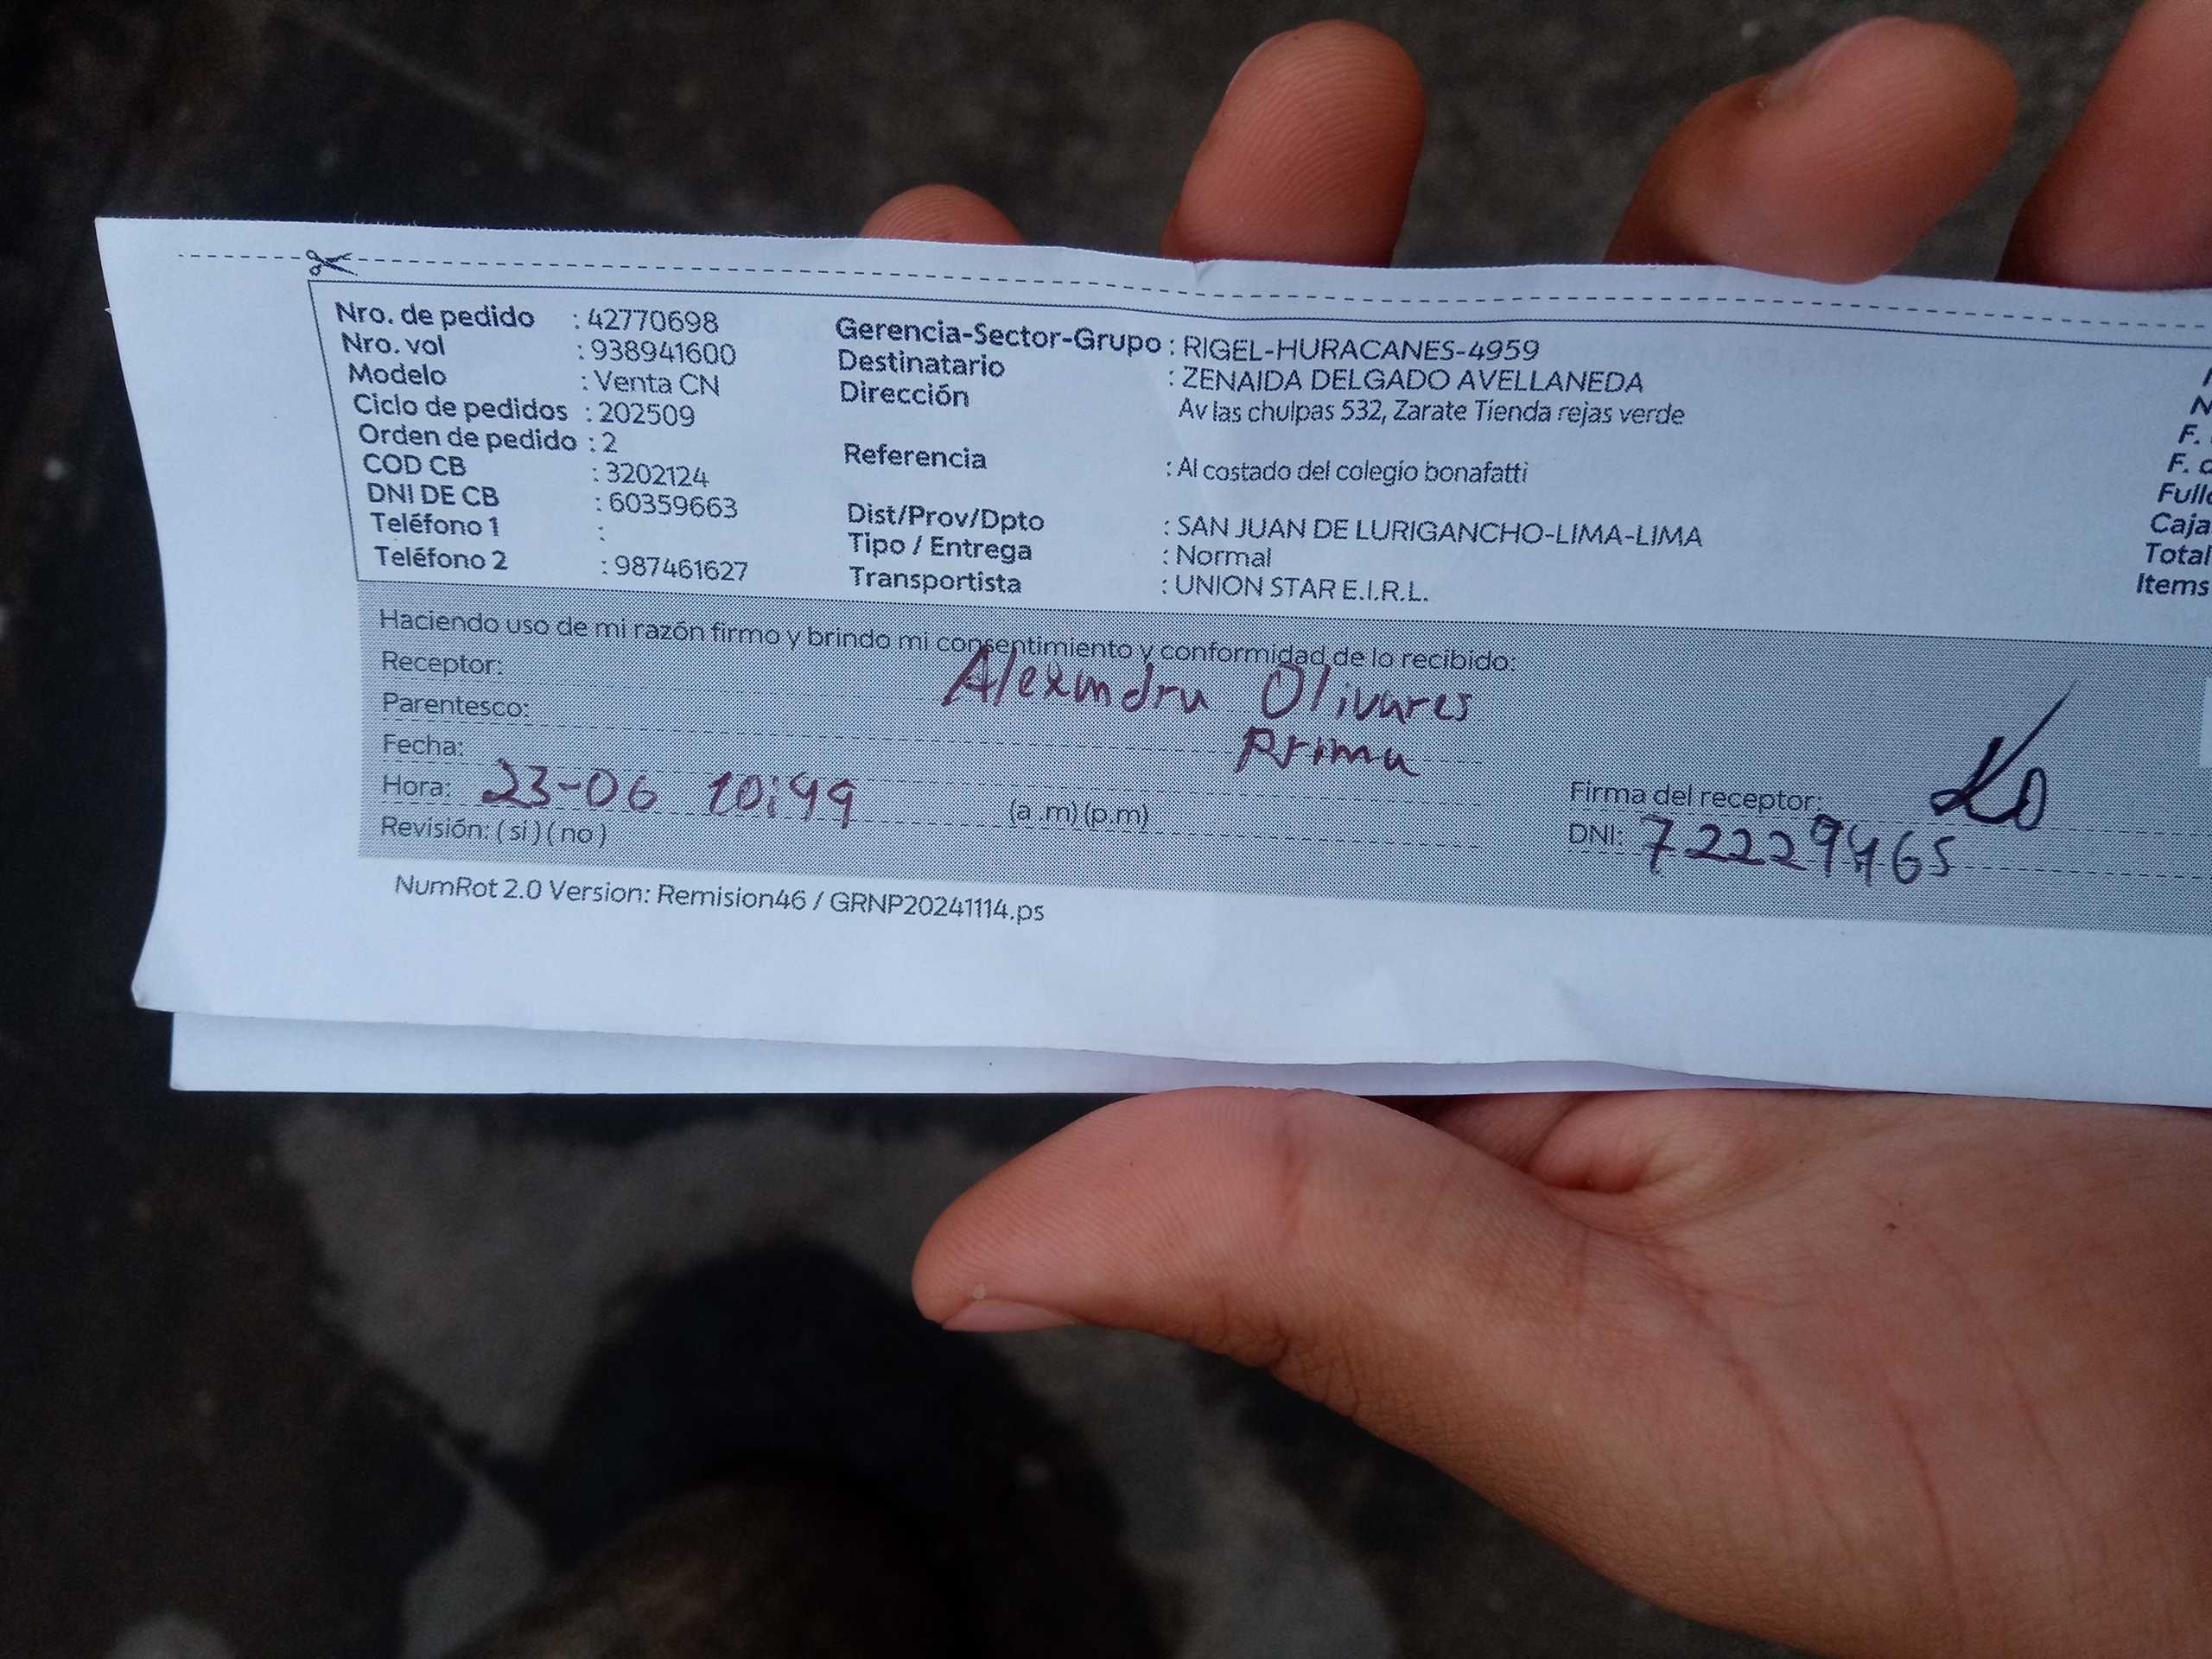 Nro. de pedido : 42770698
Nro. vol : 938941600
Modelo : Venta CN
Ciclo de pedidos : 202509
Orden de pedido : 2
COD CB : 3202124
DNI DE CB : 60359663
Teléfono 1 :
Teléfono 2 : 987461627
Gerencia-Sector-Grupo : RIGEL-HURACANES-4959
Destinatario : ZENAIDA DELGADO AVELLANEDA
Dirección Av las chulpas 532, Zarate Tienda rejas verde
Referencia : Al costado del colegio bonafatti
Dist/Prov/Dpto : SAN JUAN DE LURIGANCHO-LIMA-LIMA
Tipo / Entrega : Normal
Transportista : UNION STAR E.I.R.L.
F.
F.
Caja
Total
Items
Haciendo uso de mi razón firmo y brindo mi consentimiento y conformidad de lo recibido:
Receptor: Alexandra Olivares
Parentesco: Prima
Fecha:
Hora: 23-06 10:49 (a .m) (p.m)
Revisión: ( si ) ( no )
Firma del receptor:
DNI: 72229465
NumRot 2.0 Version: Remision46 / GRNP20241114.ps